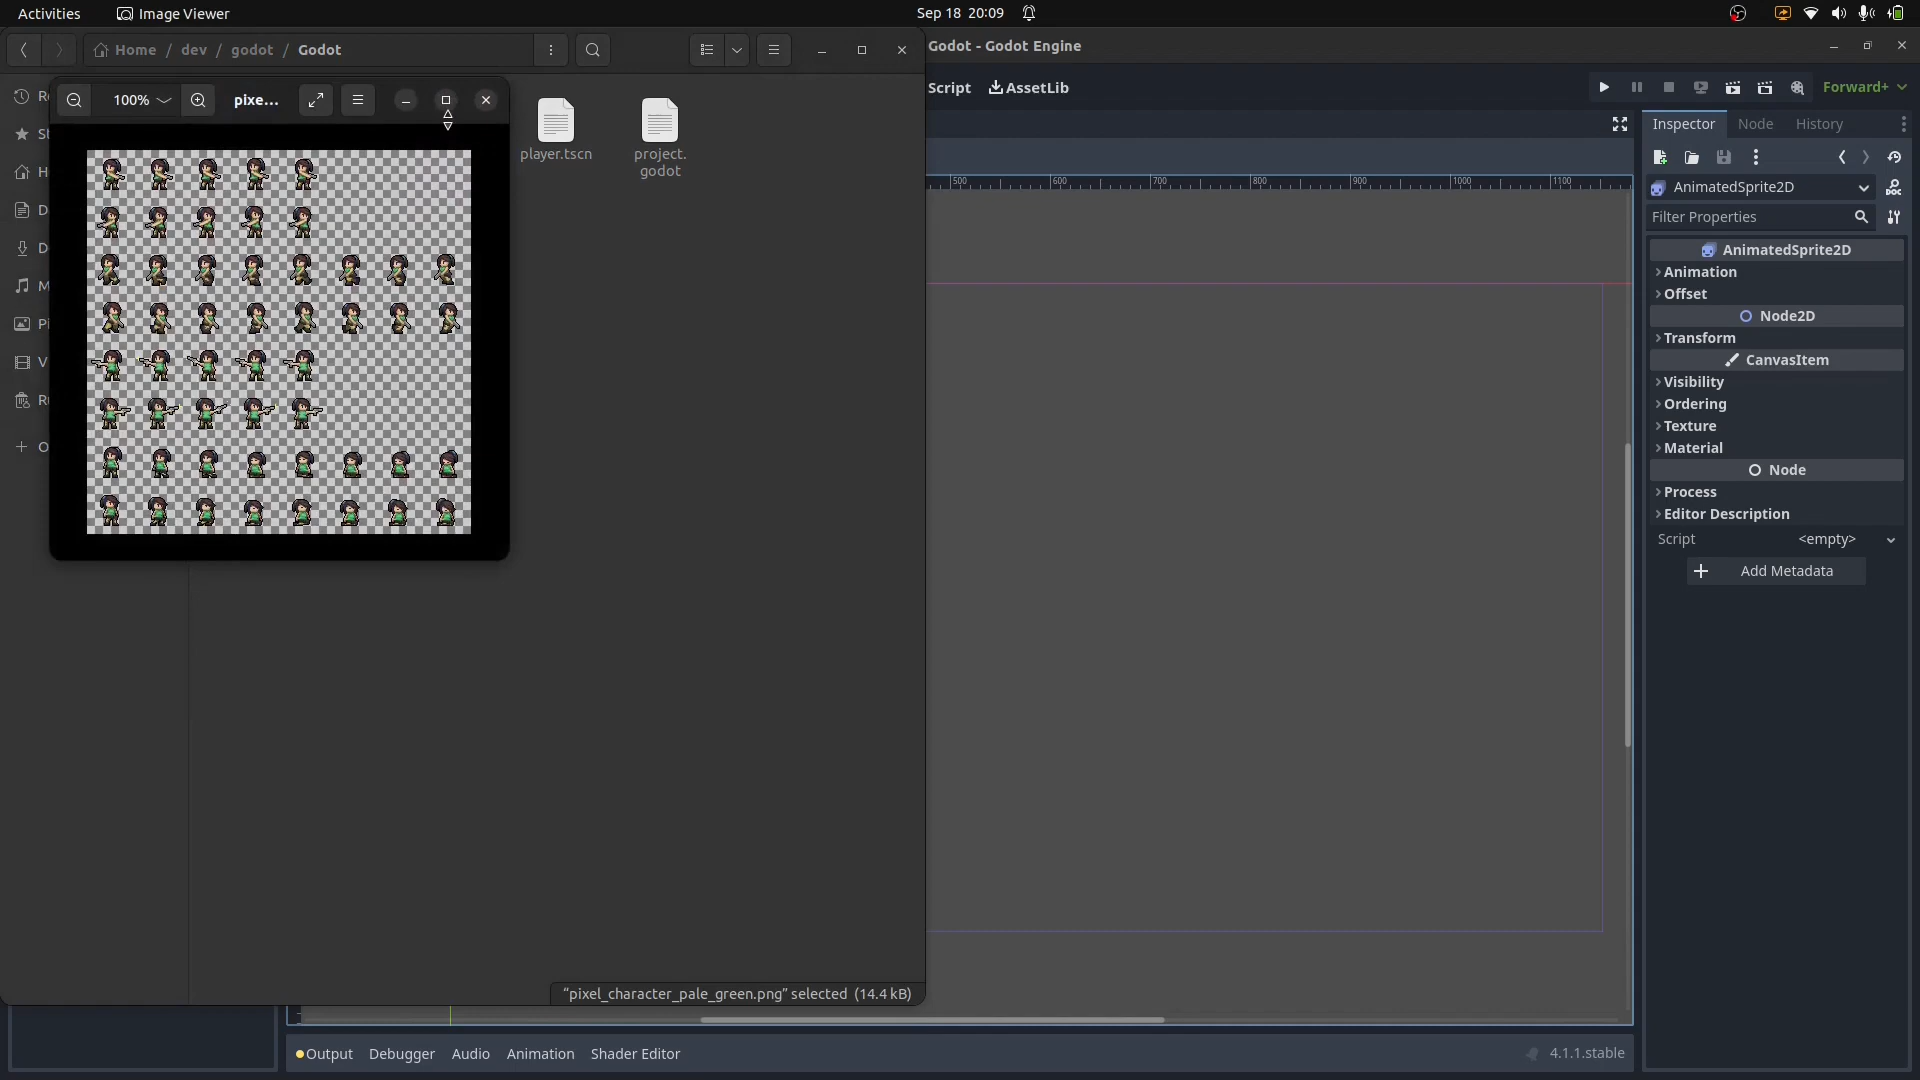 Activities
Image Viewer
Sep 18 20:09
Home / dev / godot / Godot
Godot - Godot Engine
100%
pixe...
player.tscn
project.
godot
Script
AssetLib
Forward+
Inspector
Node
History
AnimatedSprite2D
Filter Properties
AnimatedSprite2D
Animation
Offset
Node2D
Transform
CanvasItem
Visibility
Ordering
Texture
Material
Node
Process
Editor Description
Script
<empty>
Add Metadata
500
600
700
800
900
1000
1100
“pixel_character_pale_green.png” selected (14.4 kB)
Output
Debugger
Audio
Animation
Shader Editor
4.1.1.stable